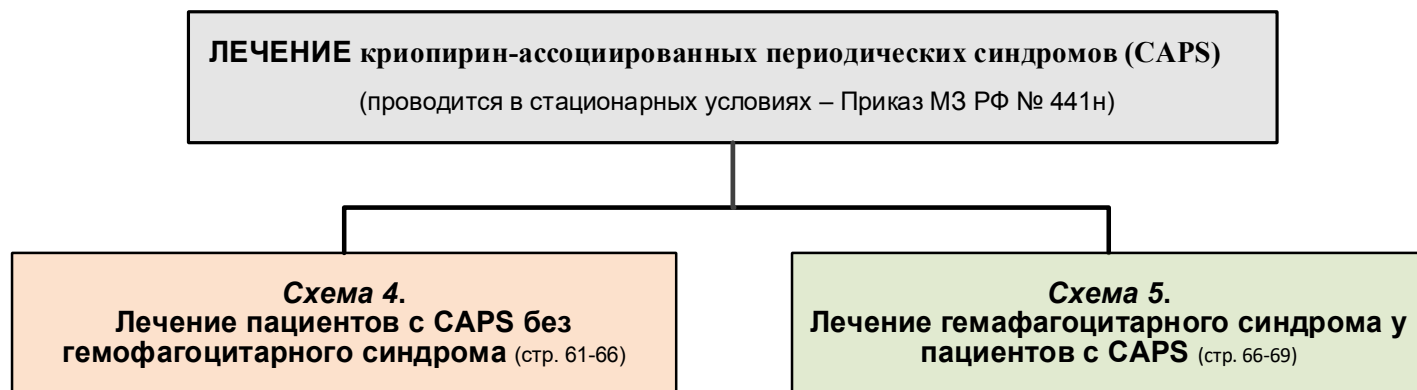 ЛЕЧЕНИЕ криопирин-ассоциированных периодических синдромов (CAPS)
(проводится в стационарных условиях – Приказ МЗ РФ № 441н)
Схема 4.
Лечение пациентов с CAPS без
гемофагоцитарного синдрома (стр. 61-66)
Схема 5.
Лечение гемафагоцитарного синдрома у
пациентов с CAPS (стр. 66-69)